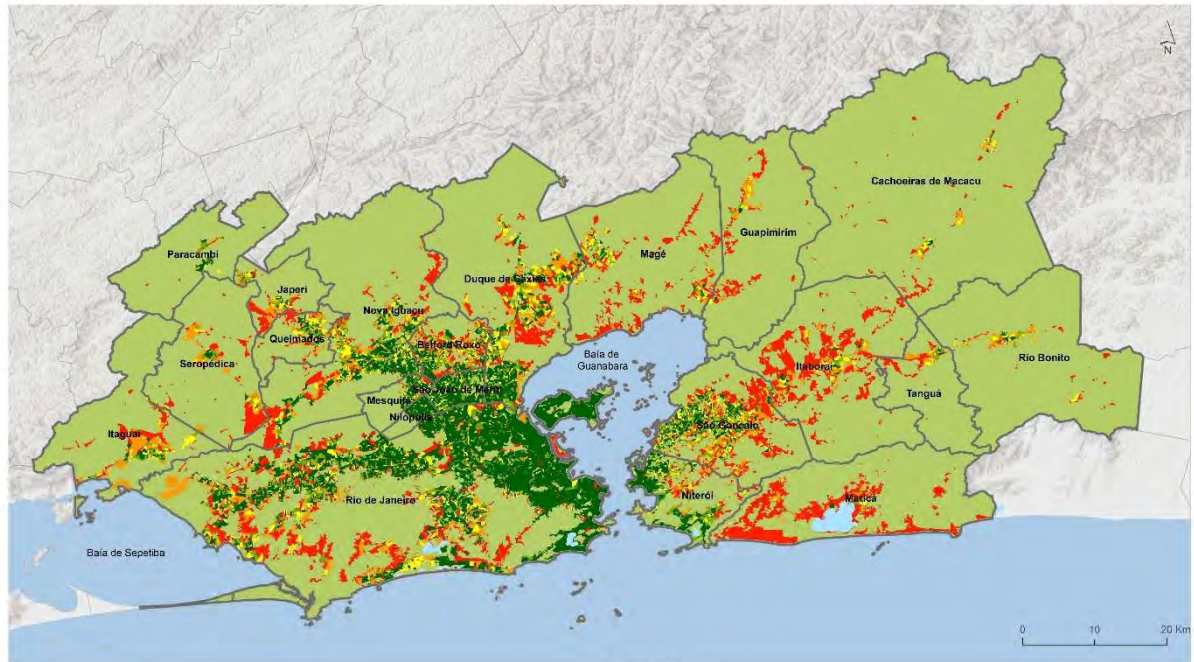 N
Cachoeiras de Macacu
Guapimirim
Magé
Paracambi
Duque de Caxias
Japeri
Nova Iguaçu
Queimados
Belford Roxo
Baía de
Guanabara
Seropédica
Rio Bonito
Itaboraí
São João de Meriti
Tanguá
Mesquita
Nilópolis
São Gonçalo
Itaguaí
Niterói
Maricá
Rio de Janeiro
Baía de Sepetiba
0 10 20 Km